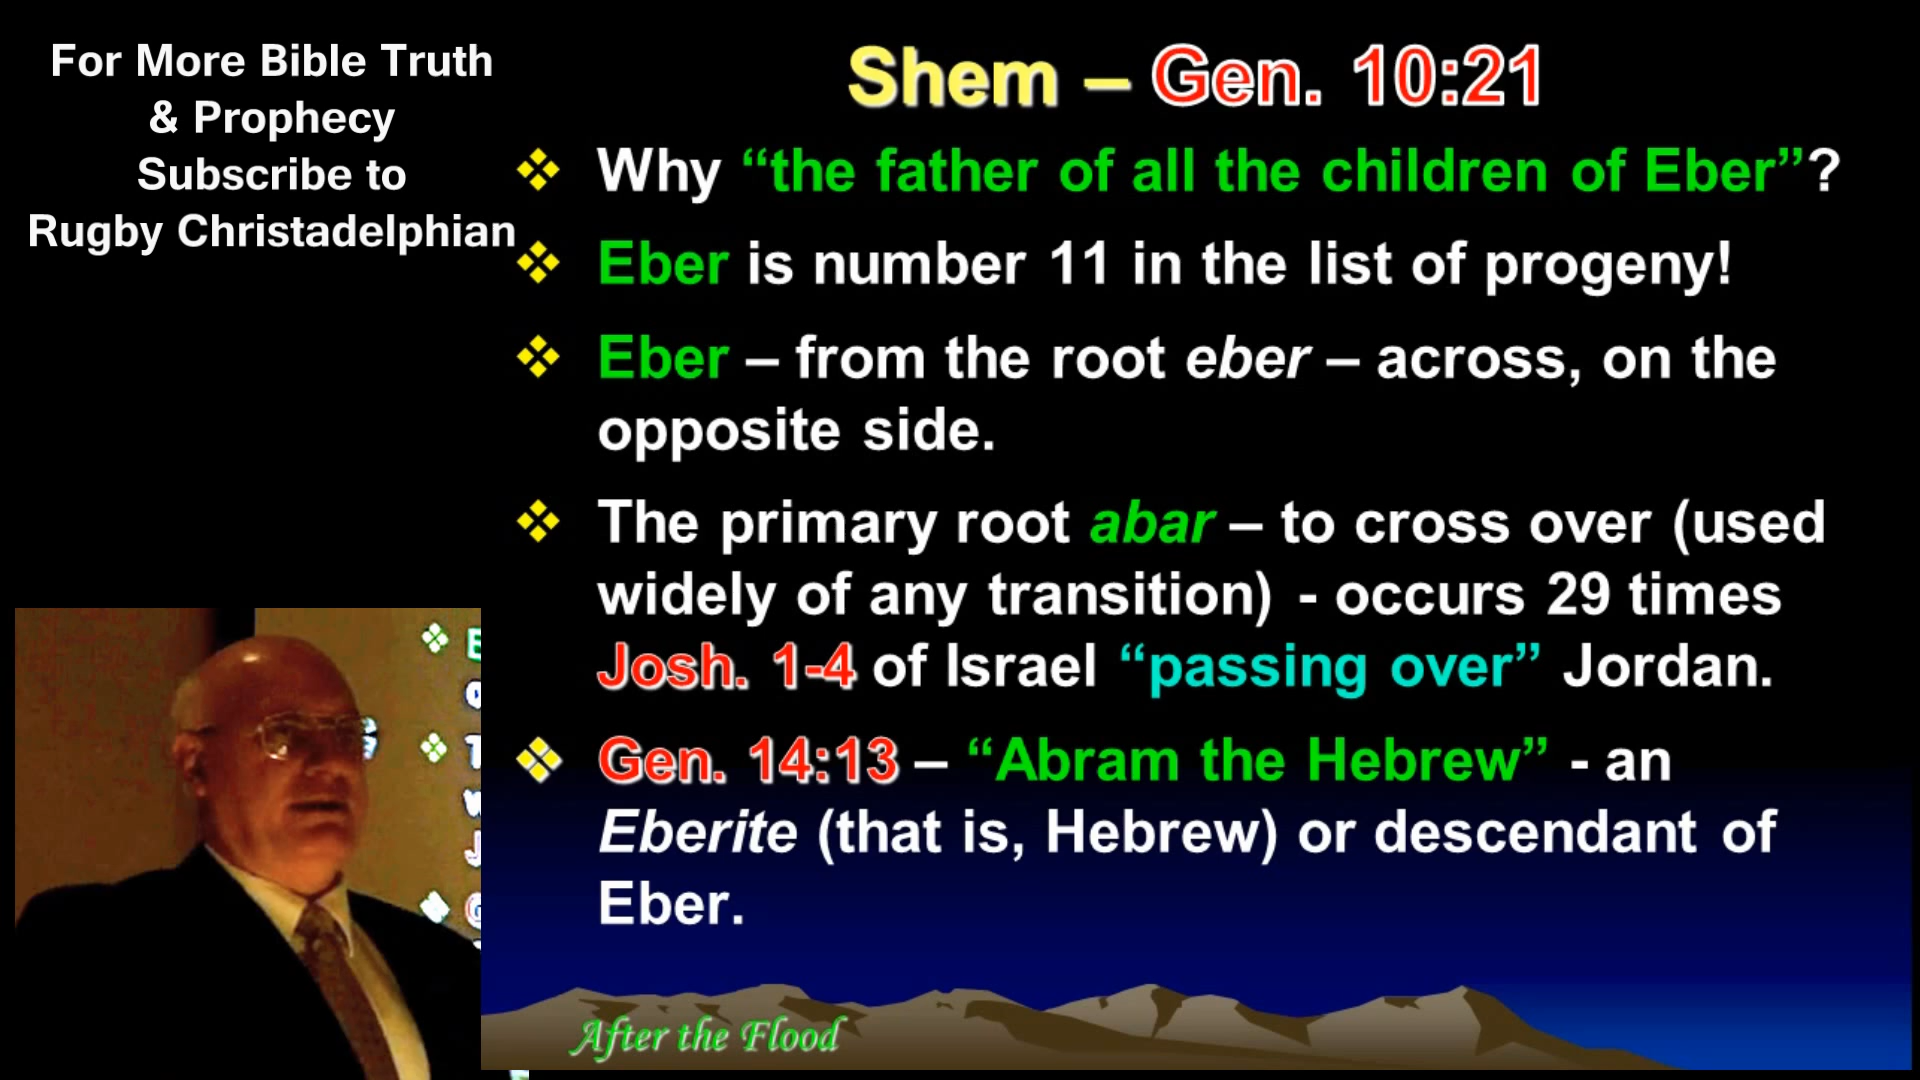 For More Bible Truth
& Prophecy
Subscribe to
Rugby Christadelphian
Shem – Gen. 10:21
❖ Why “the father of all the children of Eber”?
❖ Eber is number 11 in the list of progeny!
❖ Eber – from the root eber – across, on the
opposite side.
❖ The primary root abar – to cross over (used
widely of any transition) - occurs 29 times
Josh. 1-4 of Israel “passing over” Jordan.
❖ Gen. 14:13 – “Abram the Hebrew” - an
Eberite (that is, Hebrew) or descendant of
Eber.
After the Flood